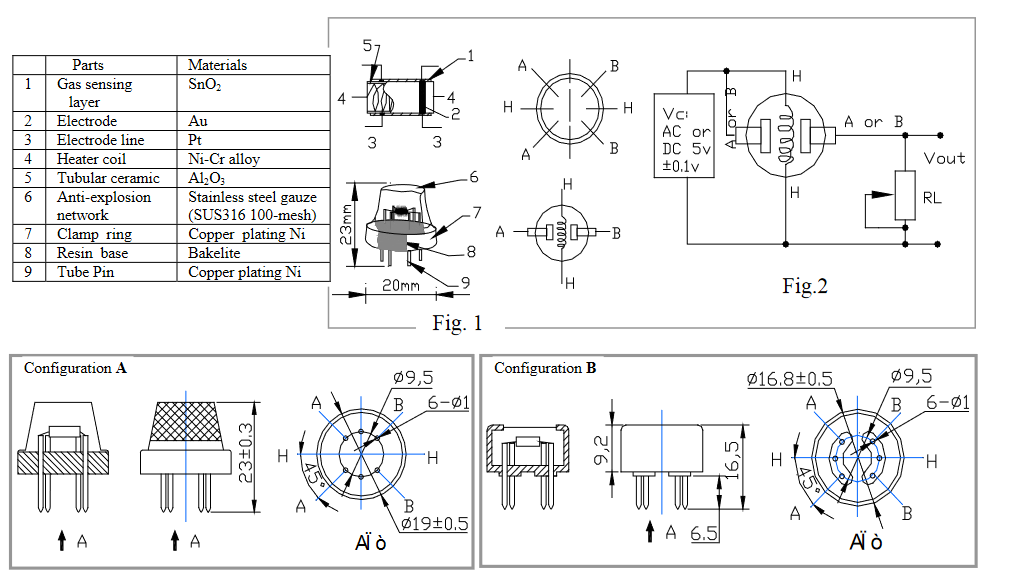 Parts Materials
1 Gas sensing layer SnO₂
2 Electrode Au
3 Electrode line Pt
4 Heater coil Ni-Cr alloy
5 Tubular ceramic Al₂O₃
6 Anti-explosion network Stainless steel gauze (SUS316 100-mesh)
7 Clamp ring Copper plating Ni
8 Resin base Bakelite
9 Tube Pin Copper plating Ni
5 7 1
4 4
2
3 3
6
7
8
9
23mm
20mm
Fig. 1
A B
H H
A B
H
A B
H
Vc:
AC or
DC 5v
±0.1v
A or B
H
H
A or B
Vout
RL
Fig.2
Configuration A
23±0.3
A A
Ø9,5
6-Ø1
A B
H H
45°
A B
Ø19±0.5
AÏ ò
Configuration B
9,2
16,5
6.5
A
Ø16.8±0.5
Ø9,5
6-Ø1
A B
H H
45°
A B
AÏ ò